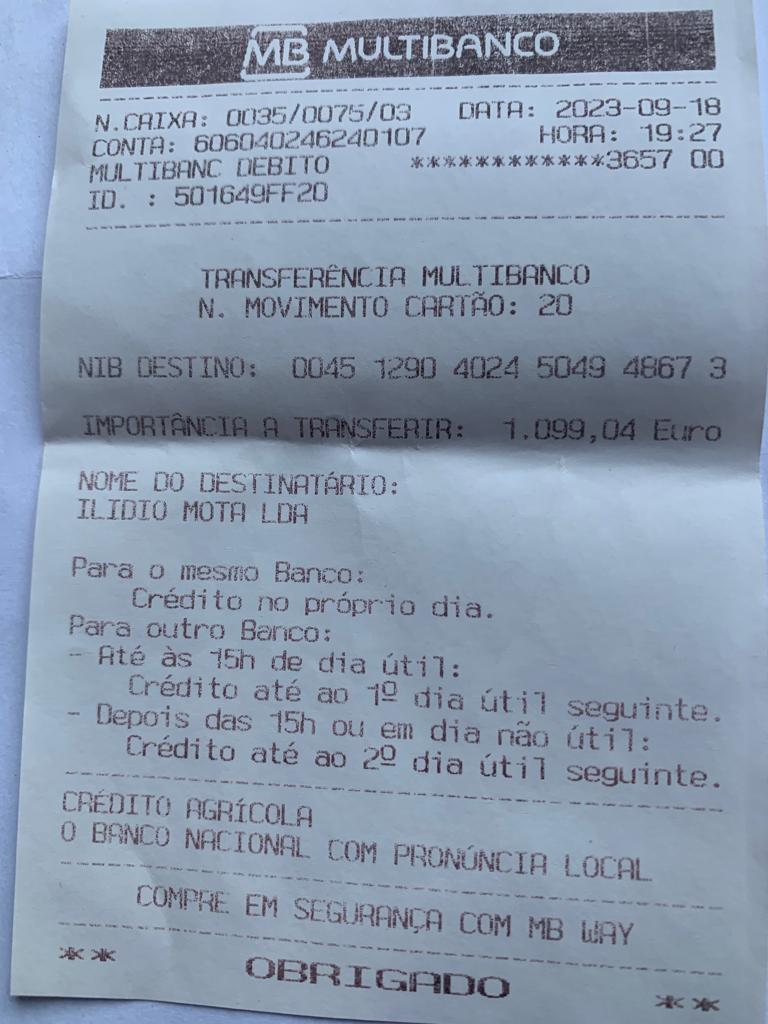 MB MULTIBANCO
N.CAIXA: 0035/0075/03 DATA: 2023-09-18
CONTA: 606040246240107 HORA: 19:27
MULTIBANC DEBITO ************3657 00
ID. : 501649FF20
TRANSFERÊNCIA MULTIBANCO
N. MOVIMENTO CARTÃO: 20
NIB DESTINO: 0045 1290 4024 5049 4867 3
IMPORTÂNCIA A TRANSFERIR: 1.099,04 Euro
NOME DO DESTINATÁRIO:
ILIDIO MOTA LDA
Para o mesmo Banco:
Crédito no próprio dia.
Para outro Banco:
- Até às 15h de dia útil:
Crédito até ao 1º dia útil seguinte.
- Depois das 15h ou em dia não útil:
Crédito até ao 2º dia útil seguinte.
CRÉDITO AGRÍCOLA
O BANCO NACIONAL COM PRONÚNCIA LOCAL
COMPRE EM SEGURANÇA COM MB WAY
** OBRIGADO **